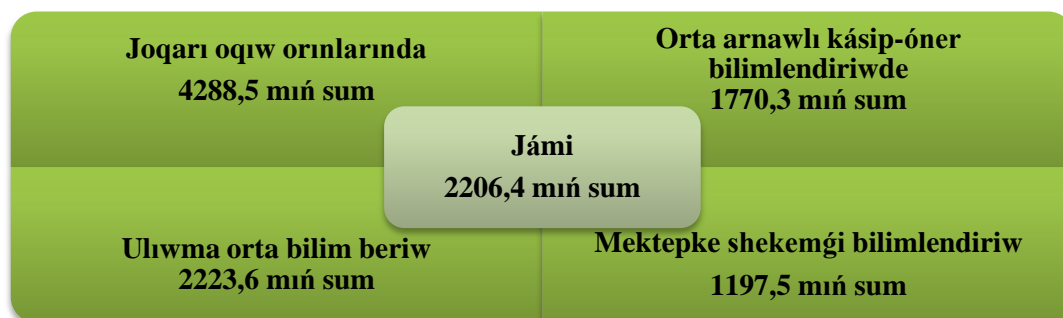 Joqarı oqıw orınlarında
4288,5 mıń sum
Orta arnawlı kásip-óner
bilimlendiriwde
1770,3 mıń sum
Jámi
2206,4 mıń sum
Ulıwma orta bilim beriw
2223,6 mıń sum
Mektepke shekemǵi bilimlendiriw
1197,5 mıń sum